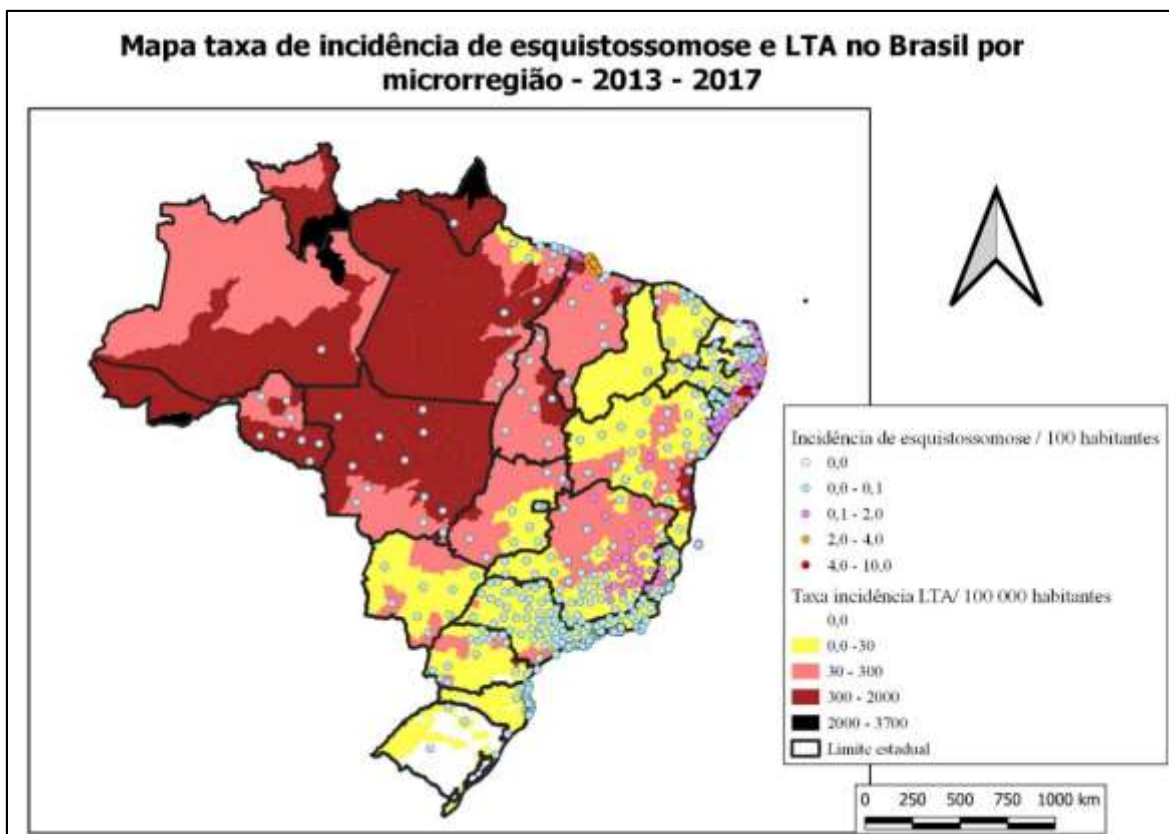 Mapa taxa de incidência de esquistossomose e LTA no Brasil por
microrregião - 2013 - 2017
Incidência de esquistossomose / 100 habitantes
0,0
0,0 - 0,1
0,1 - 2,0
2,0 - 4,0
4,0 - 10,0
Taxa incidência LTA/ 100 000 habitantes
0,0
0,0 -30
30 - 300
300 - 2000
2000 - 3700
Limite estadual
0 250 500 750 1000 km